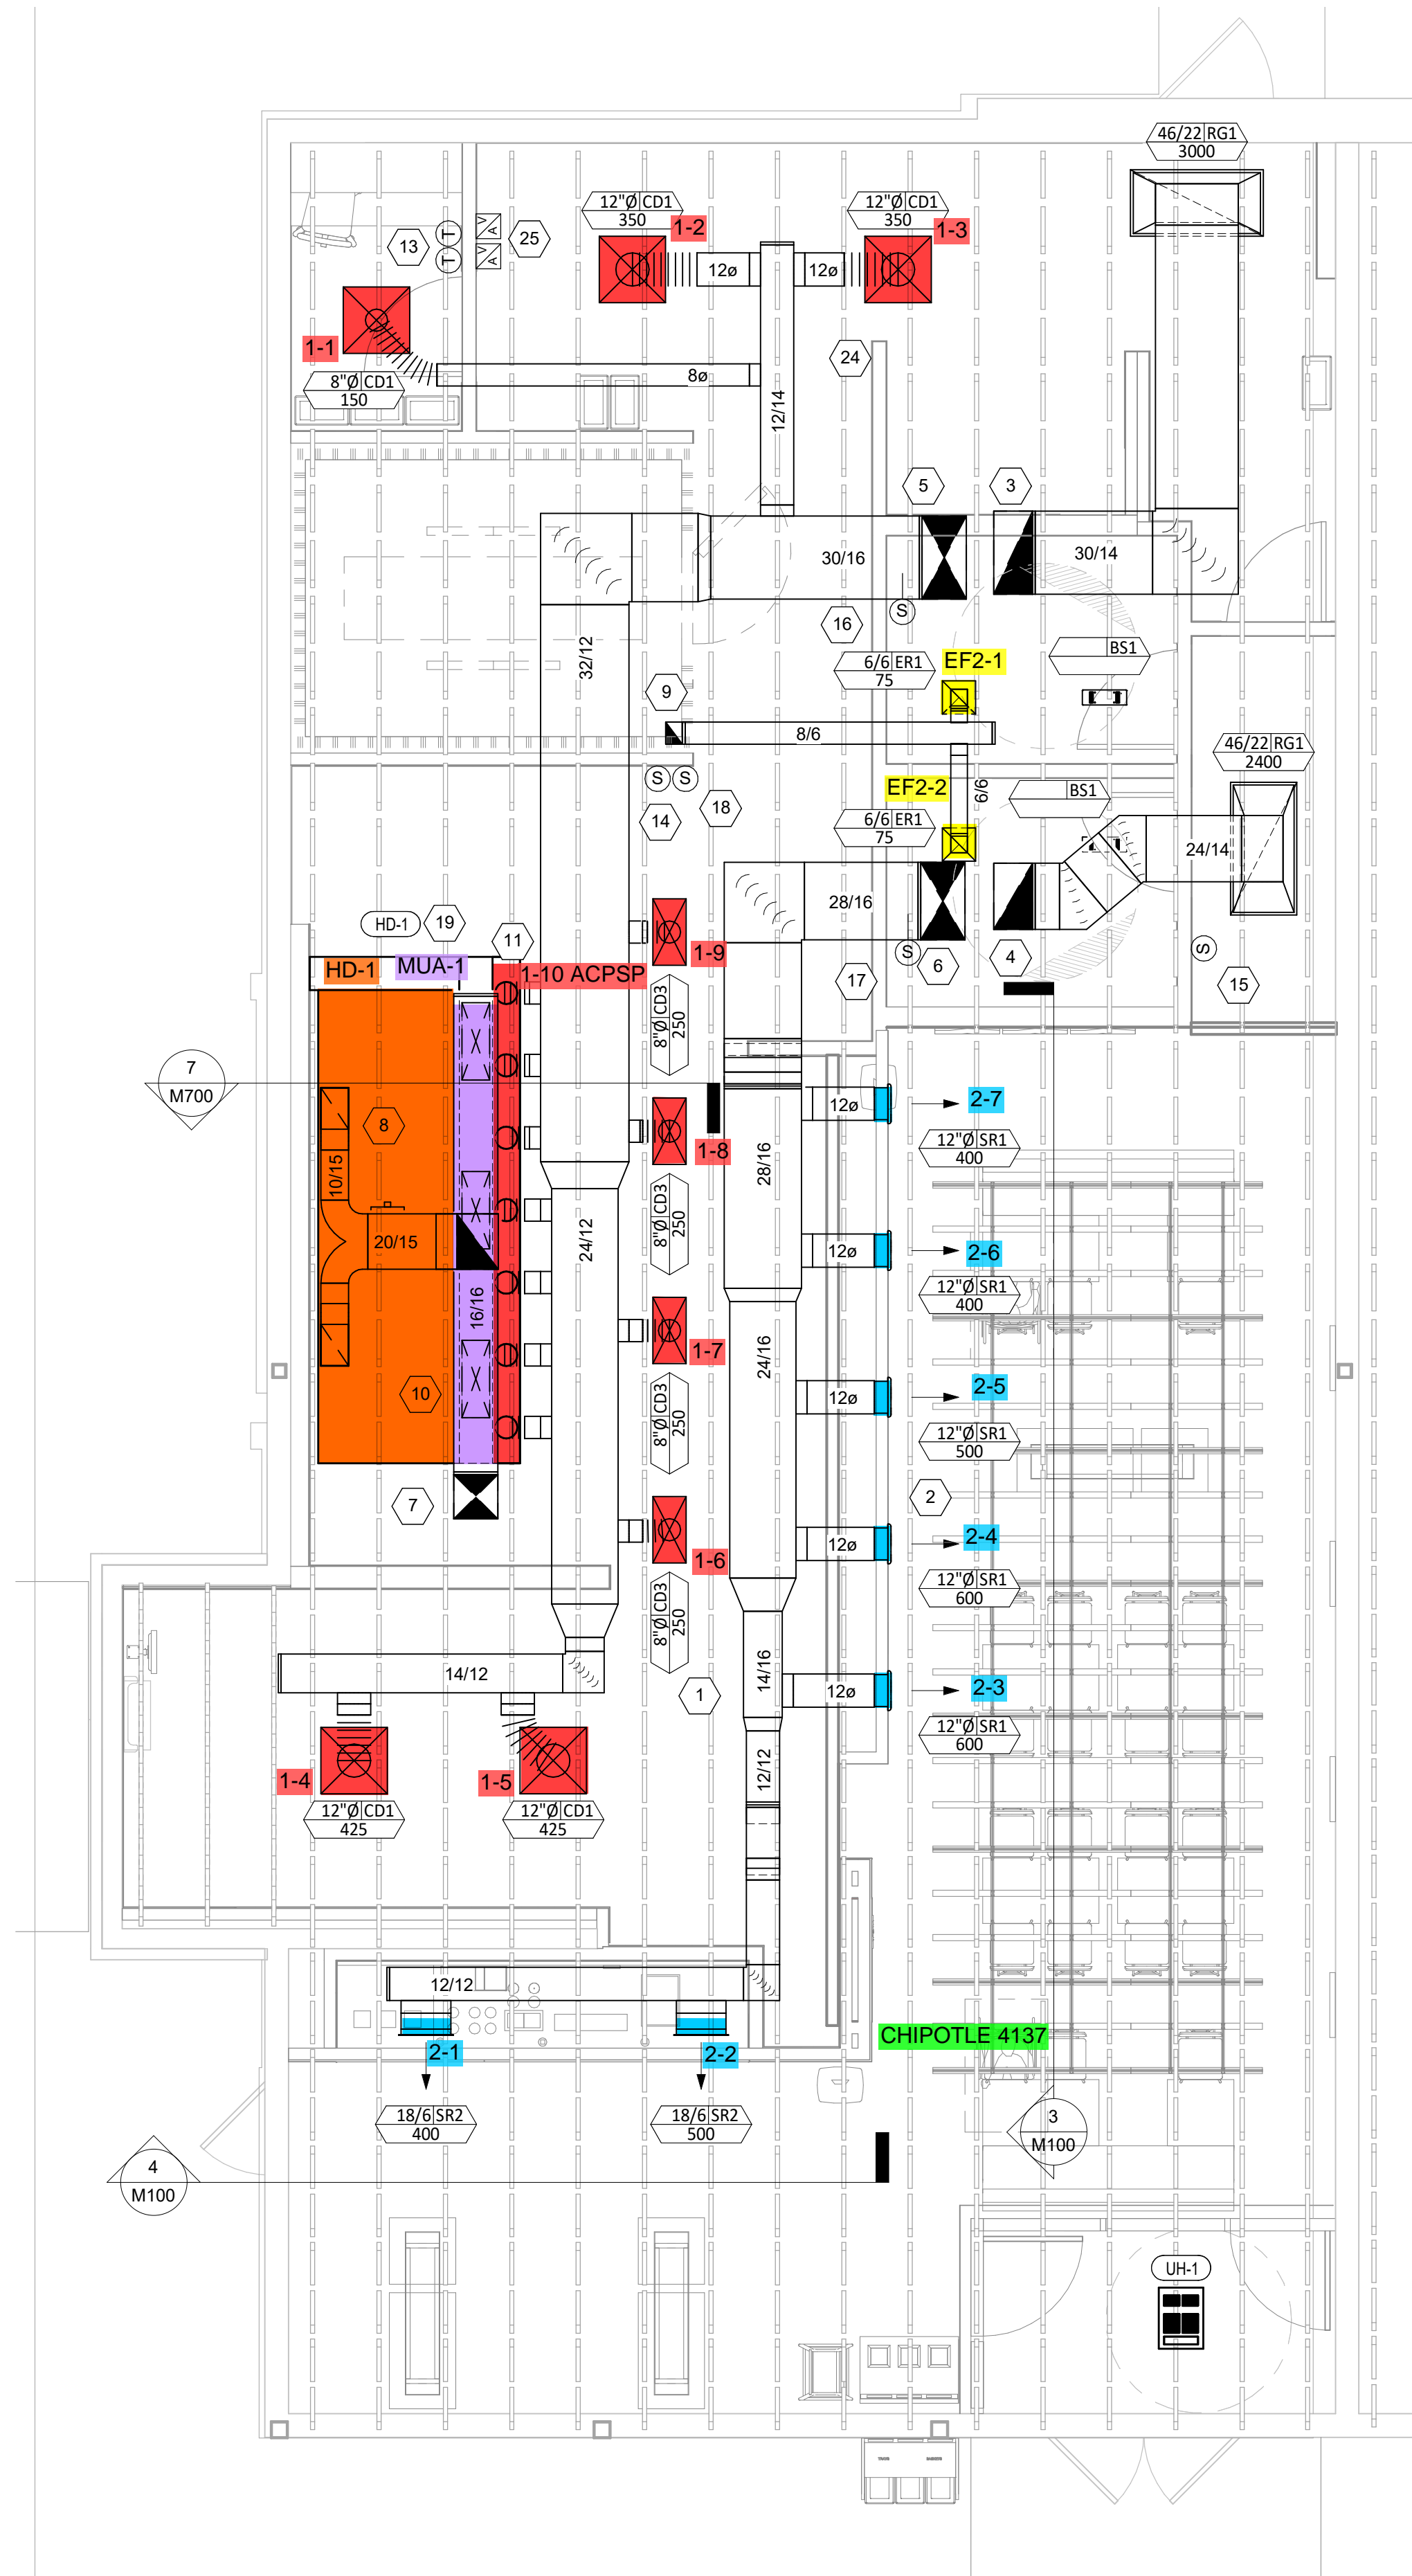 46/22 RG1
3000
12"Ø CD1
350
1-2
12"Ø CD1
350
1-3
13
T
T
V
A
V
A
25
12ø
12ø
1-1
8"Ø CD1
150
8ø
24
12/14
5
3
30/16
30/14
S
16
32/12
6/6 ER1
75
EF2-1
BS1
9
8/6
46/22 RG1
2400
S
S
EF2-2
6/6
BS1
14
18
6/6 ER1
75
24/14
28/16
HD-1
19
11
1-9
S
6
4
S
HD-1
MUA-1
1-10 ACPSP
17
15
8"Ø CD3
250
7
M700
8
12ø
2-7
10/15
1-8
28/16
12"Ø SR1
400
8"Ø CD3
250
20/15
24/12
12ø
2-6
16/16
12"Ø SR1
400
1-7
24/16
10
12ø
2-5
8"Ø CD3
250
12"Ø SR1
500
7
2
1-6
12ø
2-4
12"Ø SR1
600
8"Ø CD3
250
14/12
1
14/16
12ø
2-3
12"Ø SR1
600
1-4
1-5
12/12
12"Ø CD1
425
12"Ø CD1
425
12/12
CHIPOTLE 4137
2-1
2-2
18/6 SR2
400
18/6 SR2
500
3
M100
4
M100
UH-1